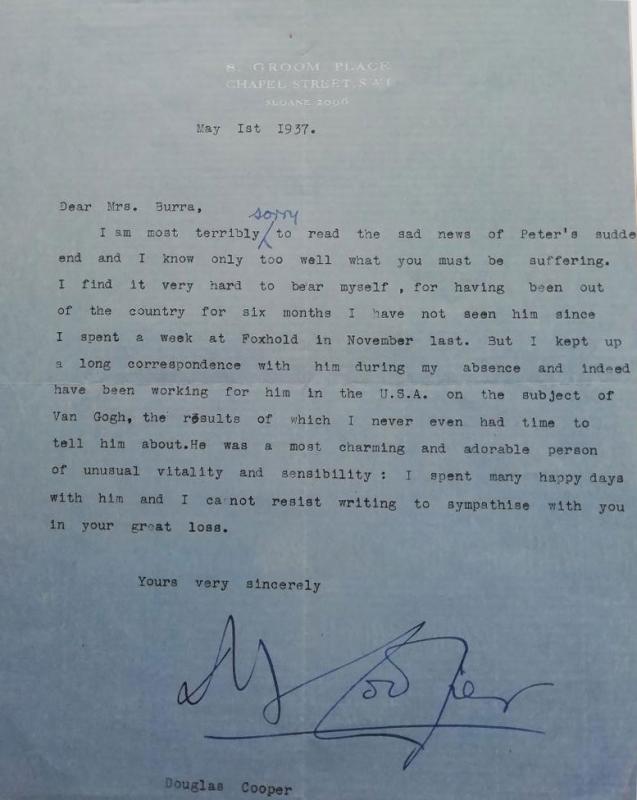 8, GROOM PLACE
CHAPEL STREET, S.W.1
SLOANE 2006
May 1st 1937.
Dear Mrs. Burra,
sorry
I am most terribly to read the sad news of Peter's sudde
end and I know only too well what you must be suffering.
I find it very hard to bear myself , for having been out
of the country for six months I have not seen him since
I spent a week at Foxhold in November last. But I kept up
a long correspondence with him during my absence and indeed
have been working for him in the U.S.A. on the subject of
Van Gogh, the results of which I never even had time to
tell him about.He was a most charming and adorable person
of unusual vitality and sensibility : I spent many happy days
with him and I cannot resist writing to sympathise with you
in your great loss.
Yours very sincerely
Cooper
Douglas Cooper